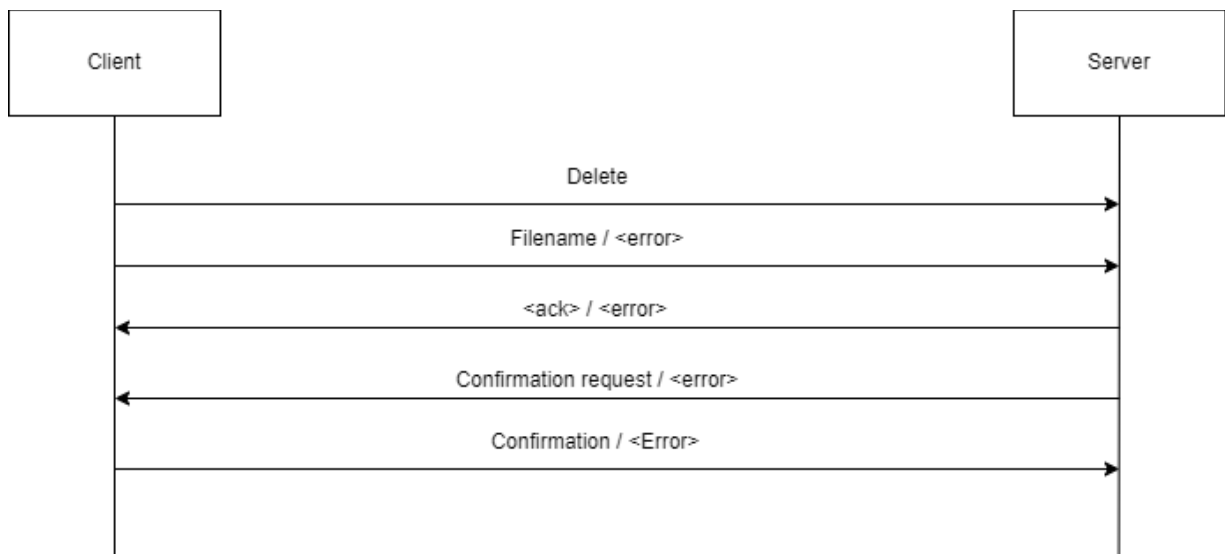 Client
Server
Delete
Filename / <error>
<ack> / <error>
Confirmation request / <error>
Confirmation / <Error>